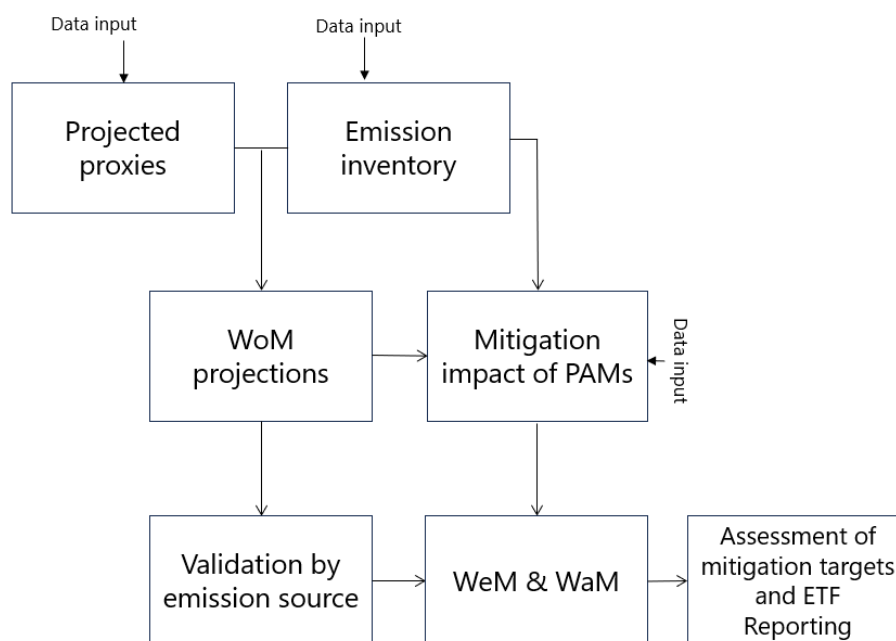 Data input
Data input
Projected
proxies
Emission
inventory
WoM
projections
Mitigation
impact of PAMs
Data input
Validation by
emission source
WeM & WaM
Assessment of
mitigation targets
and ETF
Reporting